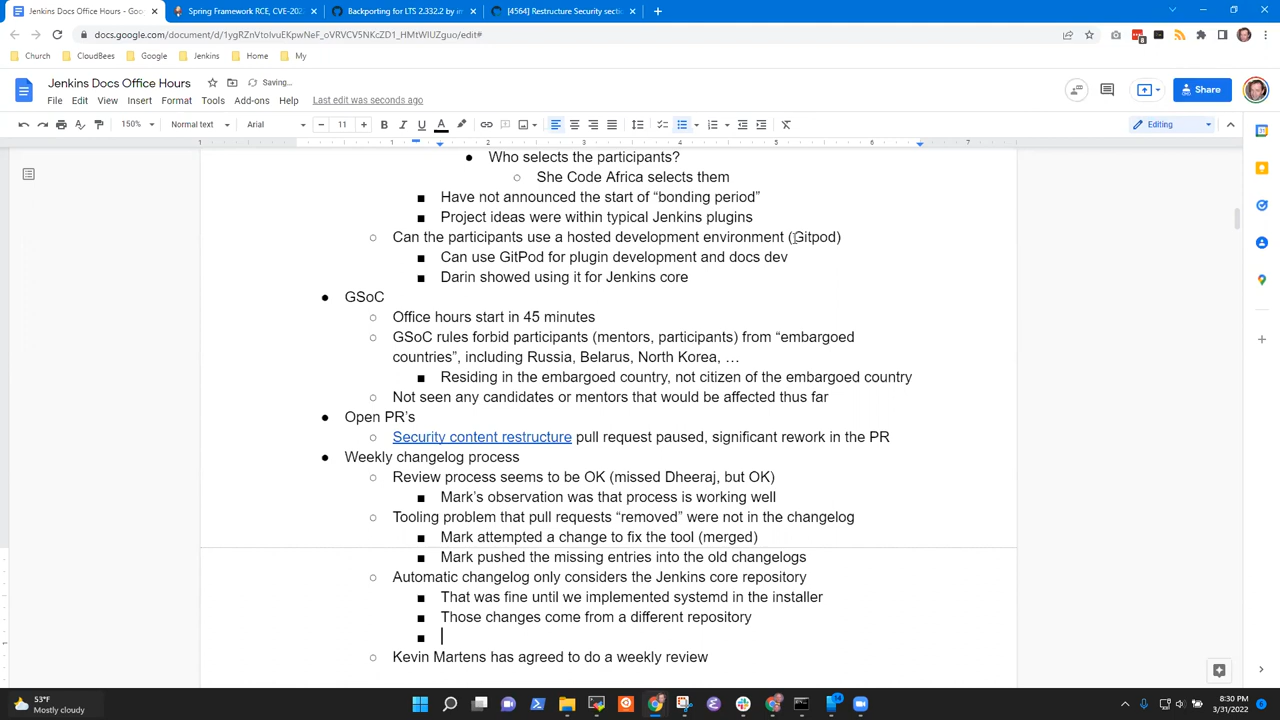 Jenkins Docs Office Hours - Goo
Spring Framework RCE, CVE-202
Backporting for LTS 2.332.2 by m
[4564] Restructure Security secti
docs.google.com/document/d/1ygRZnVtoIvuEKpwNeF_oVRVCV5NKcZD1_HMtWIUZguo/edit#
Church
CloudBees
Google
Jenkins
Home
My
Jenkins Docs Office Hours
Saving...
File Edit View Insert Format Tools Add-ons Help Last edit was seconds ago
Share
150% Normal text Arial 11
Editing
1 1 2 3 4 5 6 7
Who selects the participants?
She Code Africa selects them
Have not announced the start of “bonding period”
Project ideas were within typical Jenkins plugins
Can the participants use a hosted development environment (Gitpod)
Can use GitPod for plugin development and docs dev
Darin showed using it for Jenkins core
GSoC
Office hours start in 45 minutes
GSoC rules forbid participants (mentors, participants) from “embargoed
countries”, including Russia, Belarus, North Korea, …
Residing in the embargoed country, not citizen of the embargoed country
Not seen any candidates or mentors that would be affected thus far
Open PR’s
Security content restructure pull request paused, significant rework in the PR
Weekly changelog process
Review process seems to be OK (missed Dheeraj, but OK)
Mark’s observation was that process is working well
Tooling problem that pull requests “removed” were not in the changelog
Mark attempted a change to fix the tool (merged)
Mark pushed the missing entries into the old changelogs
Automatic changelog only considers the Jenkins core repository
That was fine until we implemented systemd in the installer
Those changes come from a different repository
Kevin Martens has agreed to do a weekly review
53°F
Mostly cloudy
8:30 PM
3/31/2022